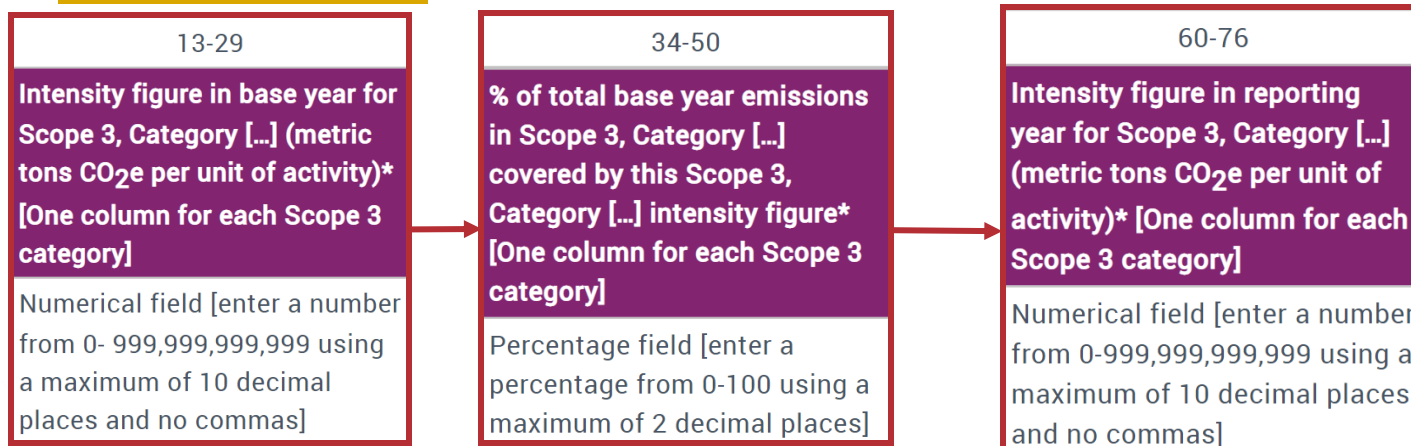 13-29
Intensity figure in base year for
Scope 3, Category […] (metric
tons CO2e per unit of activity)*
[One column for each Scope 3
category]
Numerical field [enter a number
from 0- 999,999,999,999 using
a maximum of 10 decimal
places and no commas]
34-50
% of total base year emissions
in Scope 3, Category […]
covered by this Scope 3,
Category […] intensity figure*
[One column for each Scope 3
category]
Percentage field [enter a
percentage from 0-100 using a
maximum of 2 decimal places]
60-76
Intensity figure in reporting
year for Scope 3, Category […]
(metric tons CO2e per unit of
activity)* [One column for each
Scope 3 category]
Numerical field [enter a number
from 0-999,999,999,999 using a
maximum of 10 decimal places
and no commas]